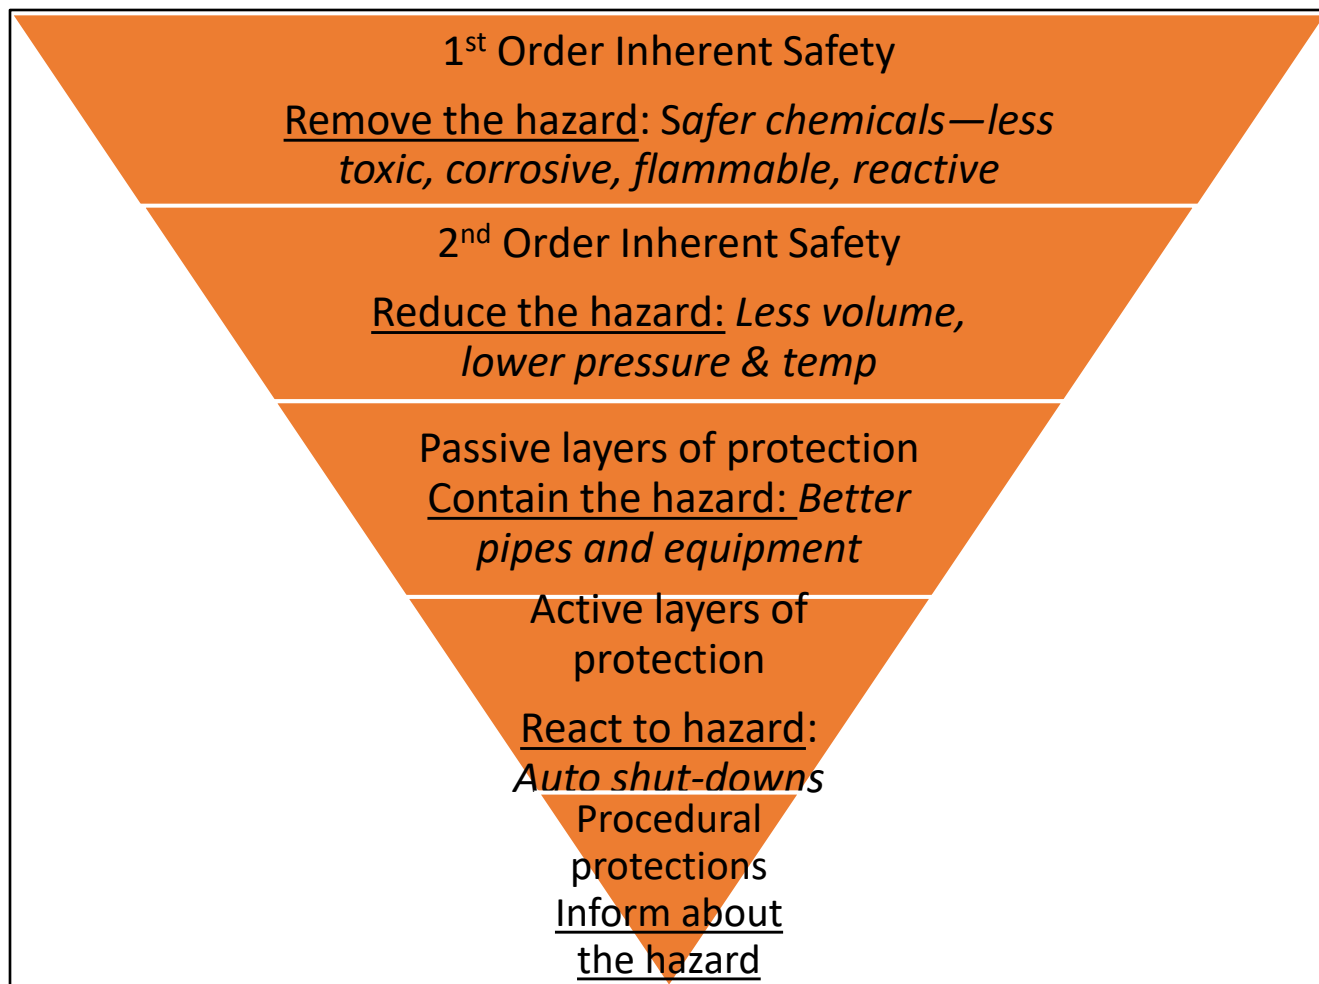 1st Order Inherent Safety
Remove the hazard: Safer chemicals—less
toxic, corrosive, flammable, reactive
2nd Order Inherent Safety
Reduce the hazard: Less volume,
lower pressure & temp
Passive layers of protection
Contain the hazard: Better
pipes and equipment
Active layers of
protection
React to hazard:
Auto shut-downs
Procedural
protections
Inform about
the hazard